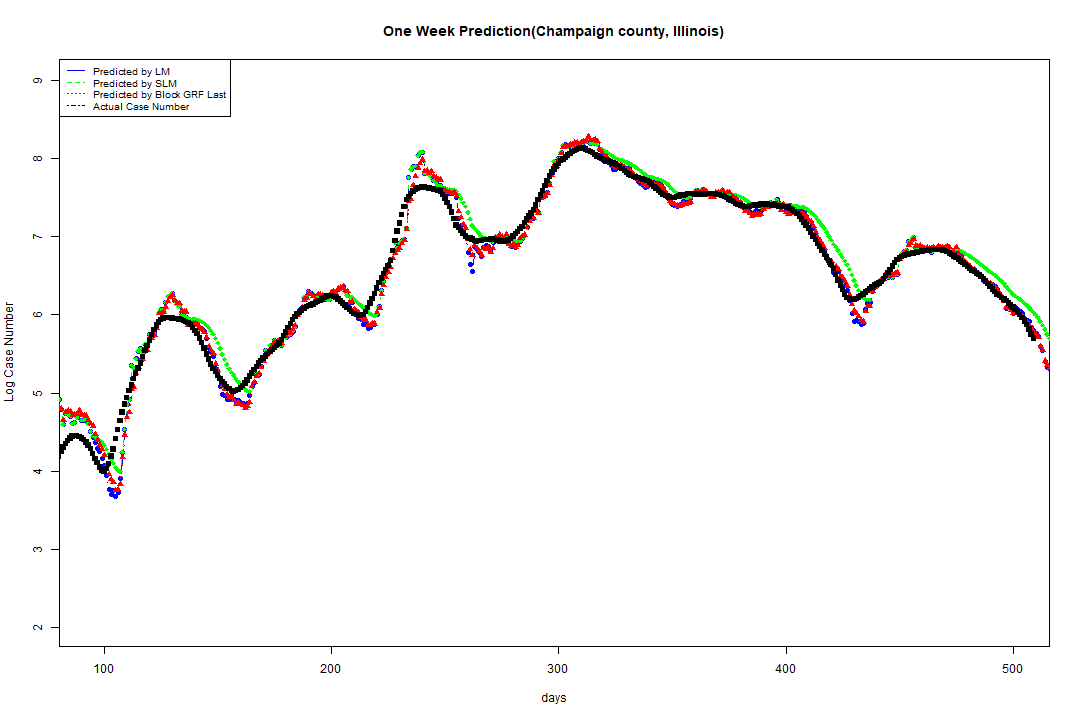 One Week Prediction(Champaign county, Illinois)
Predicted by LM
Predicted by SLM
Predicted by Block GRF Last
Actual Case Number
9
8
7
6
5
4
3
2
Log Case Number
100 200 300 400 500
days